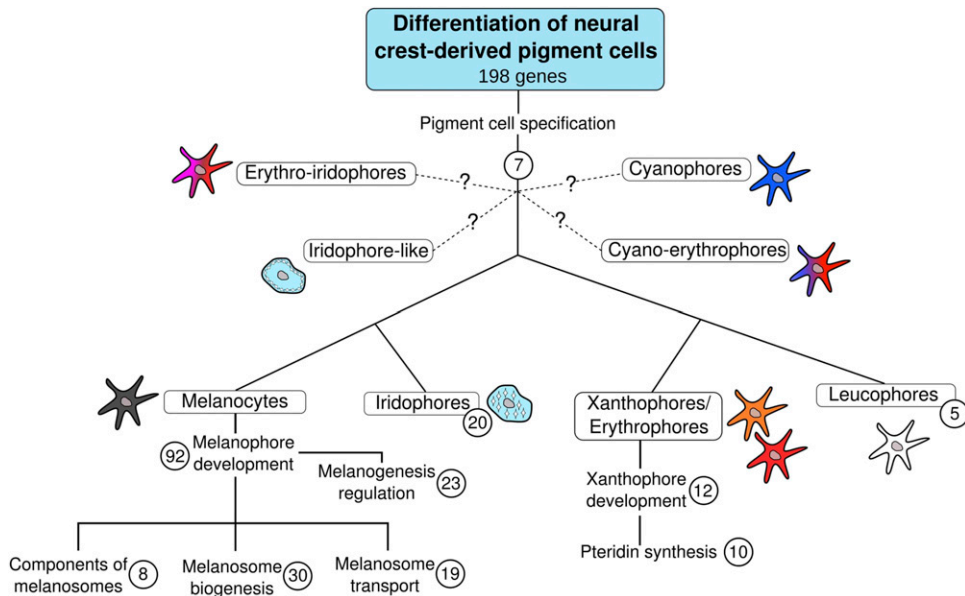 Differentiation of neural
crest-derived pigment cells
198 genes
Pigment cell specification
7
Erythro-iridophores
?
?
Cyanophores
Iridophore-like
?
?
Cyano-erythrophores
Melanocytes
Iridophores
20
Xanthophores/
Erythrophores
Leucophores
5
92
Melanophore
development
Melanogenesis
regulation
23
Xanthophore
development
12
Pteridin synthesis
10
Components of
melanosomes
8
Melanosome
biogenesis
30
Melanosome
transport
19